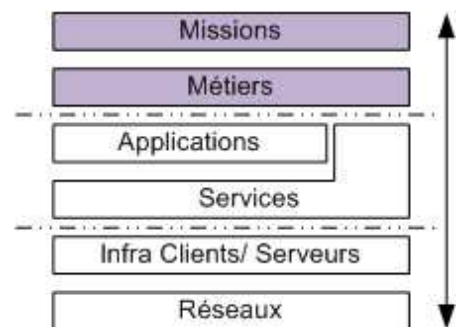 Missions
Métiers
Applications
Services
Infra Clients/ Serveurs
Réseaux